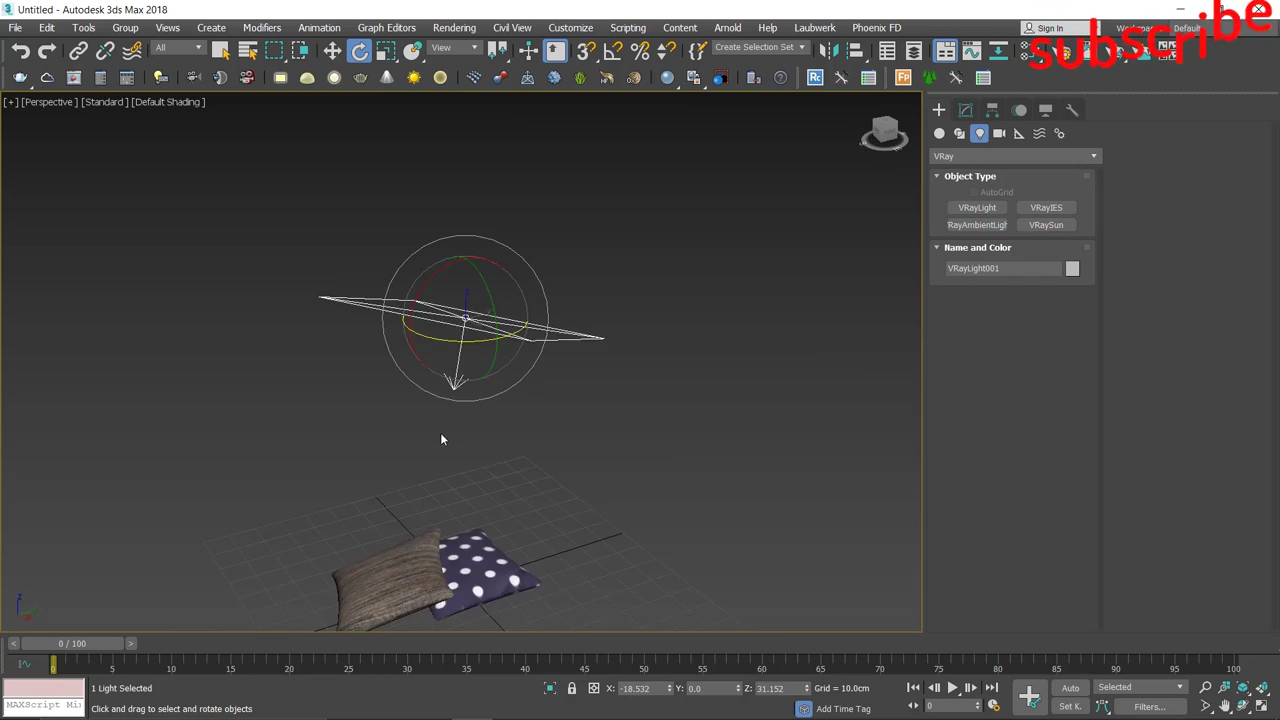 Untitled - Autodesk 3ds Max 2018
File Edit Tools Group Views Create Modifiers Animation Graph Editors Rendering Civil View Customize Scripting Content Arnold Help Laubwerk Phoenix FD Sign In Workspaces: Default
subscribe
All View Create Selection Set
Rc Fp
[+] [Perspective] [Standard] [Default Shading]
VRay
Object Type
AutoGrid
VRayLight VRayIES
RayAmbientLigh VRaySun
Name and Color
VRayLight001
0 / 100
0 5 10 15 20 25 30 35 40 45 50 55 60 65 70 75 80 85 90 95 100
1 Light Selected X: -18.532 Y: 0.0 Z: 31.152 Grid = 10.0cm Auto Selected
MAXScript Mi Click and drag to select and rotate objects Add Time Tag 0 Set K. Filters...